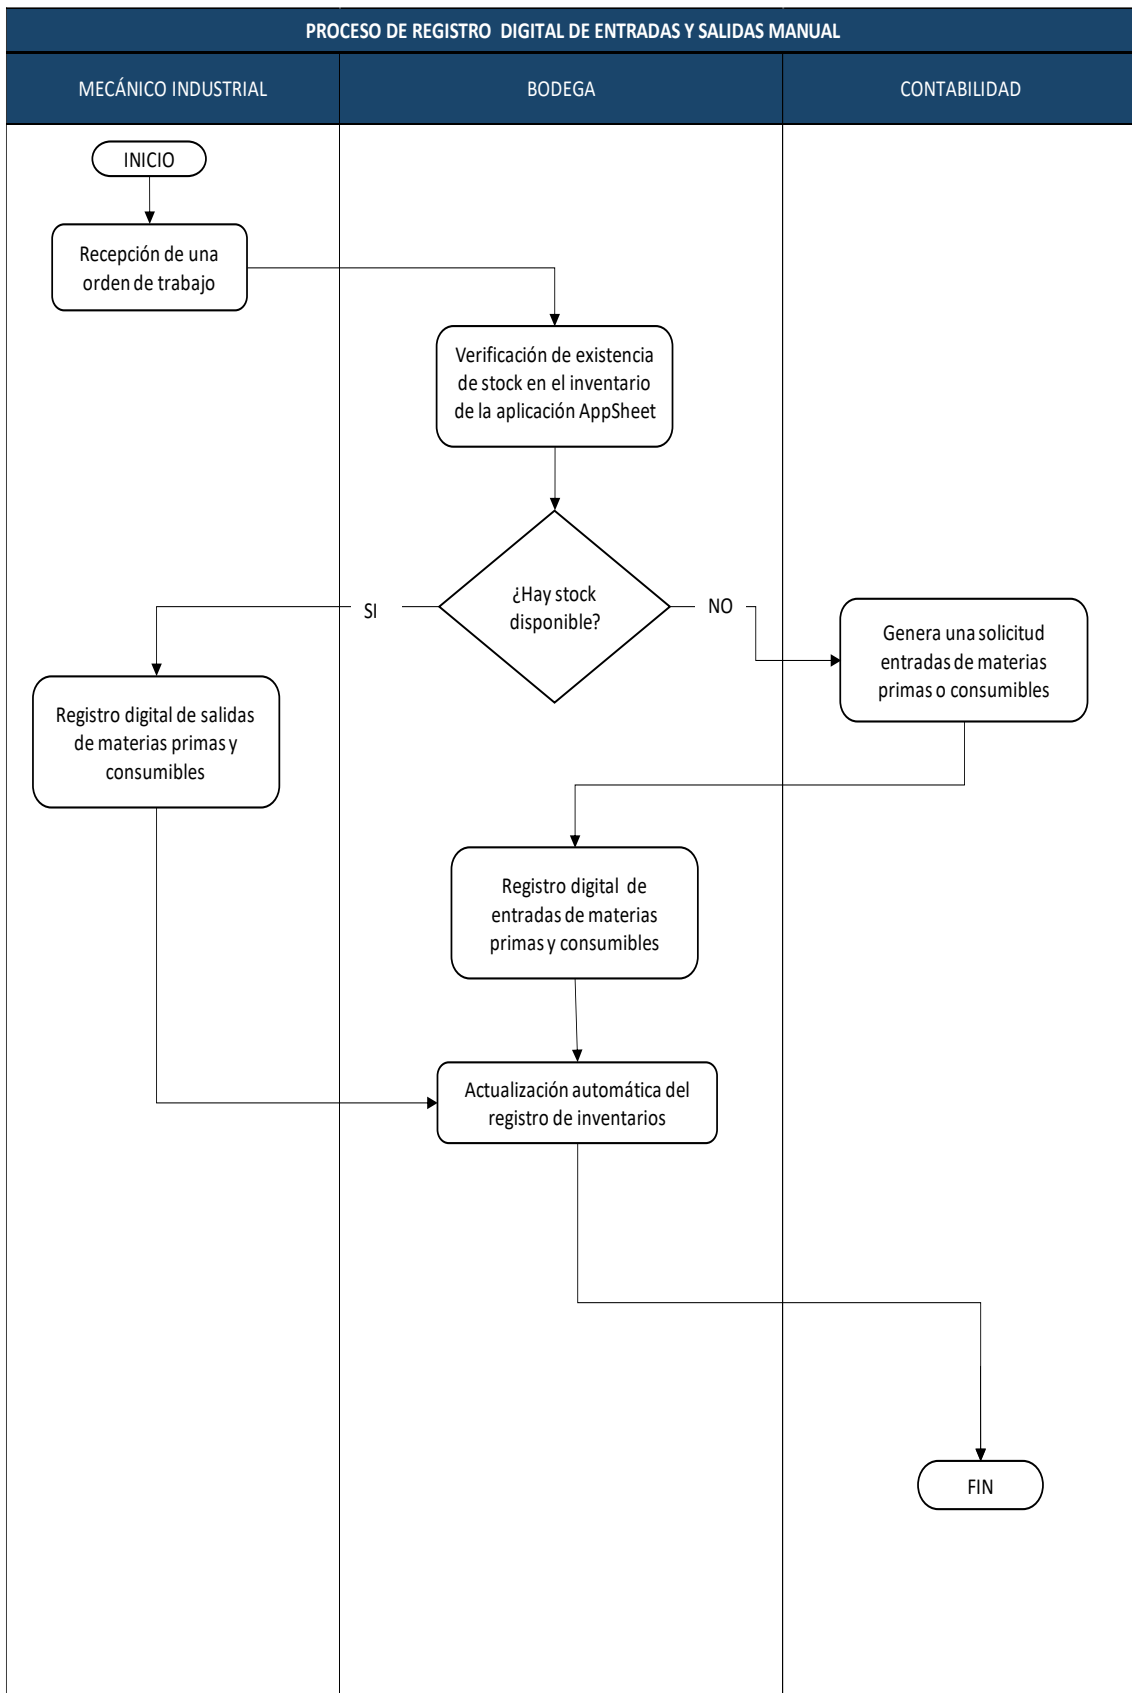 PROCESO DE REGISTRO DIGITAL DE ENTRADAS Y SALIDAS MANUAL
MECÁNICO INDUSTRIAL
BODEGA
CONTABILIDAD
INICIO
Recepción de una
orden de trabajo
Verificación de existencia
de stock en el inventario
de la aplicación AppSheet
¿Hay stock
disponible?
SI
NO
Genera una solicitud
entradas de materias
primas o consumibles
Registro digital de salidas
de materias primas y
consumibles
Registro digital de
entradas de materias
primas y consumibles
Actualización automática del
registro de inventarios
FIN